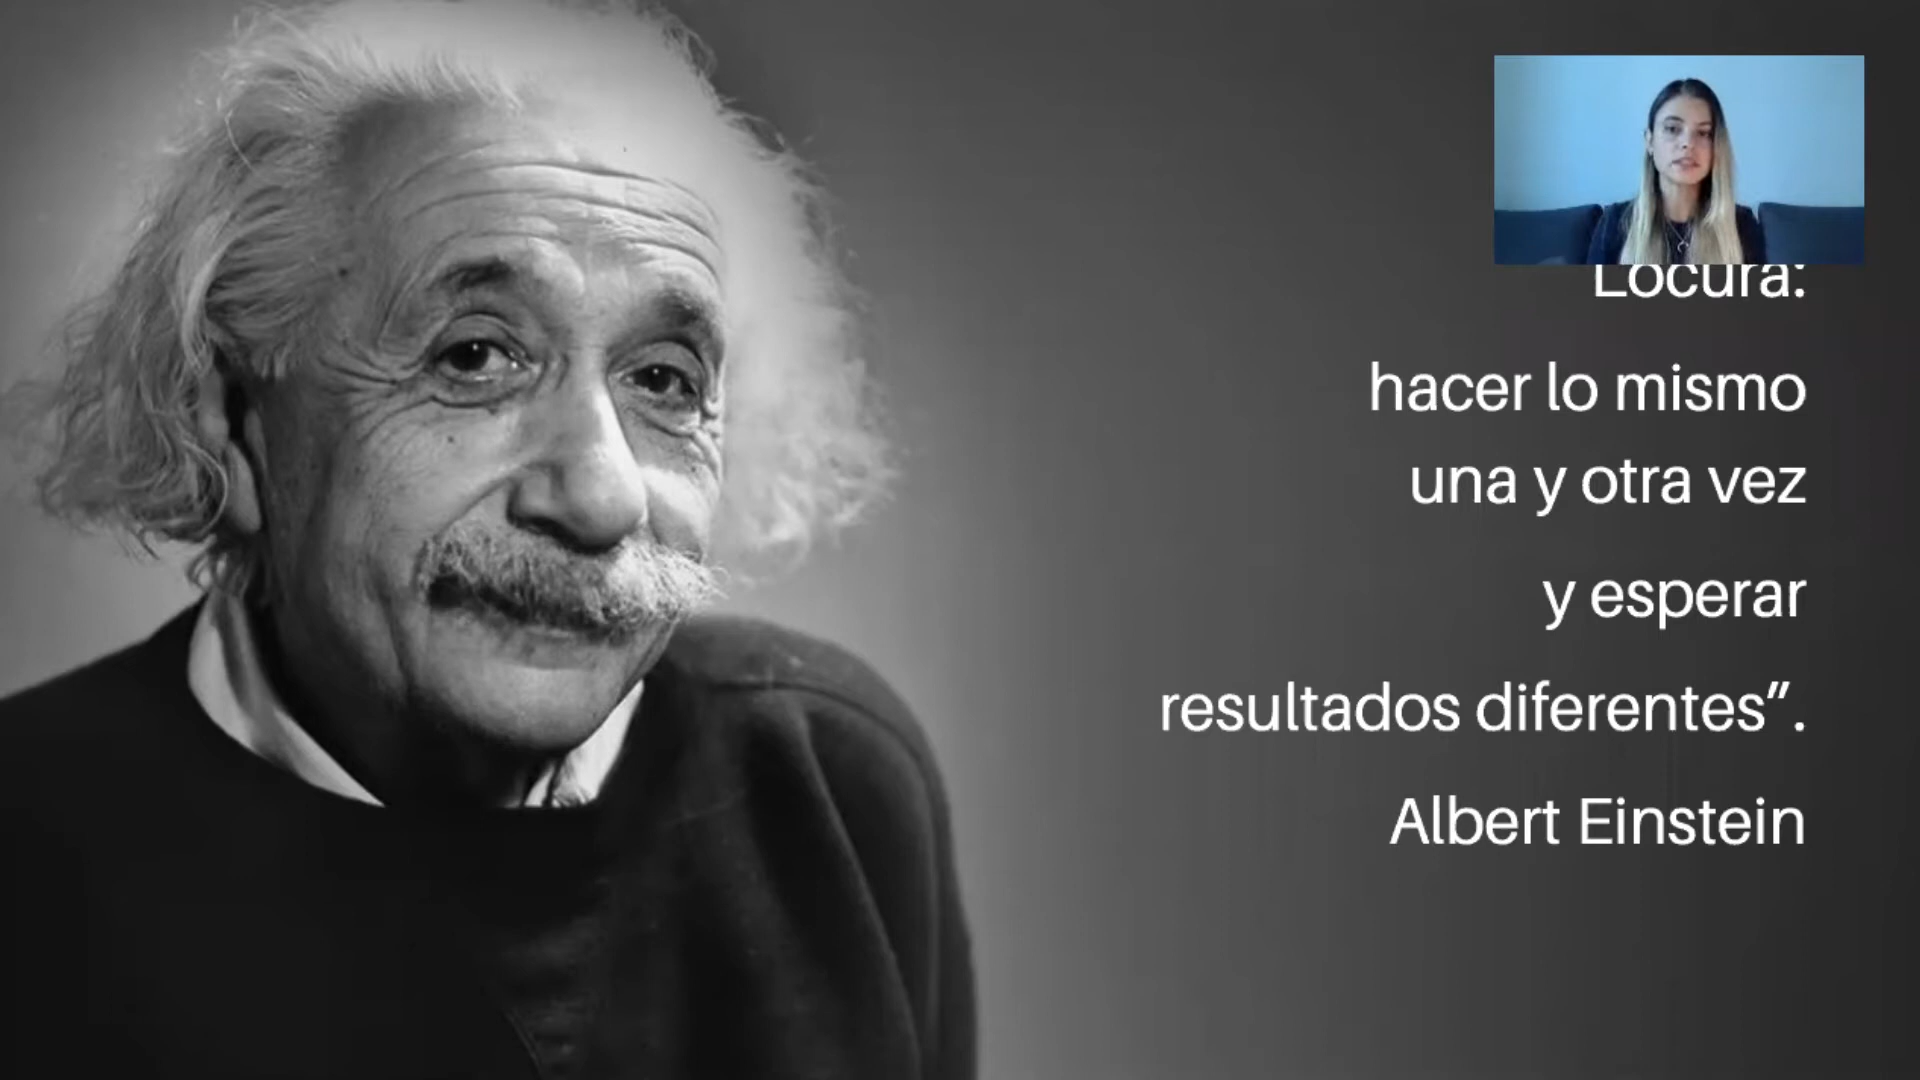 Locura:
hacer lo mismo
una y otra vez
y esperar
resultados diferentes”.
Albert Einstein